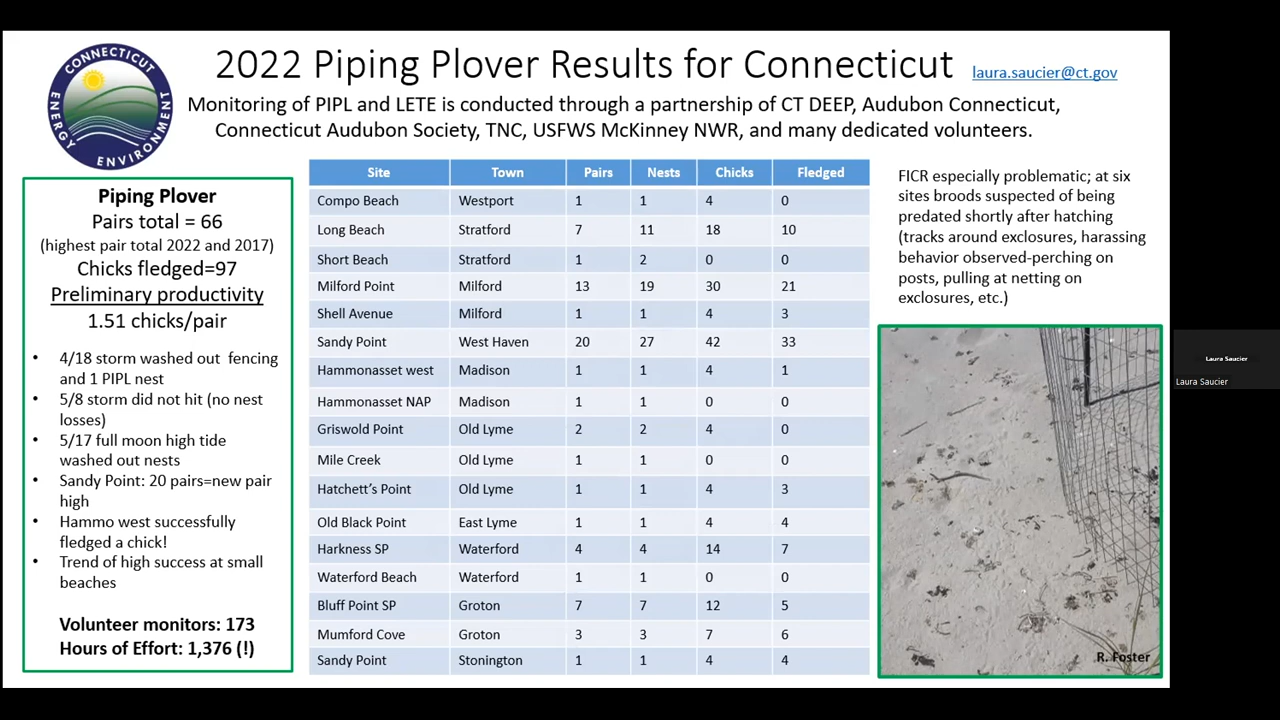 CONNECTICUT
ENERGY ENVIRONMENT
2022 Piping Plover Results for Connecticut laura.saucier@ct.gov
Monitoring of PIPL and LETE is conducted through a partnership of CT DEEP, Audubon Connecticut,
Connecticut Audubon Society, TNC, USFWS McKinney NWR, and many dedicated volunteers.
Piping Plover
Pairs total = 66
(highest pair total 2022 and 2017)
Chicks fledged=97
Preliminary productivity
1.51 chicks/pair
• 4/18 storm washed out fencing
and 1 PIPL nest
• 5/8 storm did not hit (no nest
losses)
• 5/17 full moon high tide
washed out nests
• Sandy Point: 20 pairs=new pair
high
• Hammo west successfully
fledged a chick!
• Trend of high success at small
beaches
Volunteer monitors: 173
Hours of Effort: 1,376 (!)
Site Town Pairs Nests Chicks Fledged
Compo Beach Westport 1 1 4 0
Long Beach Stratford 7 11 18 10
Short Beach Stratford 1 2 0 0
Milford Point Milford 13 19 30 21
Shell Avenue Milford 1 1 4 3
Sandy Point West Haven 20 27 42 33
Hammonasset west Madison 1 1 4 1
Hammonasset NAP Madison 1 1 0 0
Griswold Point Old Lyme 2 2 4 0
Mile Creek Old Lyme 1 1 0 0
Hatchett's Point Old Lyme 1 1 4 3
Old Black Point East Lyme 1 1 4 4
Harkness SP Waterford 4 4 14 7
Waterford Beach Waterford 1 1 0 0
Bluff Point SP Groton 7 7 12 5
Mumford Cove Groton 3 3 7 6
Sandy Point Stonington 1 1 4 4
FICR especially problematic; at six
sites broods suspected of being
predated shortly after hatching
(tracks around exclosures, harassing
behavior observed-perching on
posts, pulling at netting on
exclosures, etc.)
R. Foster
Laura Saucier
Laura Saucier